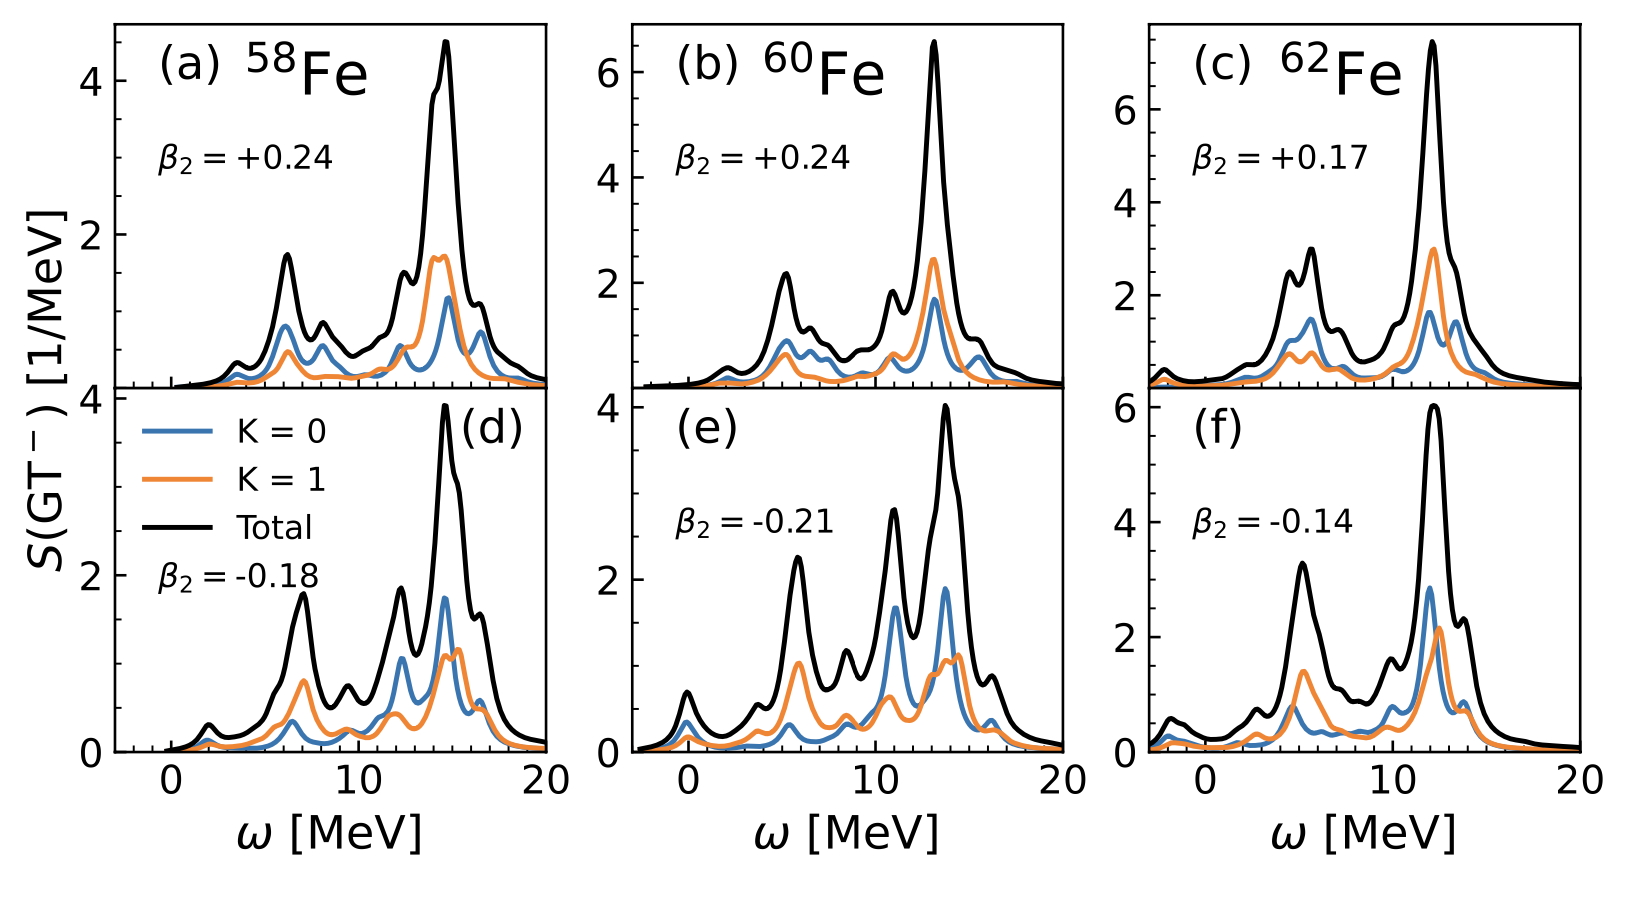 (a) ⁵⁸Fe
β₂ = +0.24
4
2
(b) ⁶⁰Fe
β₂ = +0.24
6
4
2
(c) ⁶²Fe
β₂ = +0.17
6
4
2
S(GT⁻) [1/MeV]
(d)
K = 0
K = 1
Total
β₂ = -0.18
4
2
0
0 10 20
ω [MeV]
(e)
β₂ = -0.21
4
2
0
0 10 20
ω [MeV]
(f)
β₂ = -0.14
6
4
2
0
0 10 20
ω [MeV]